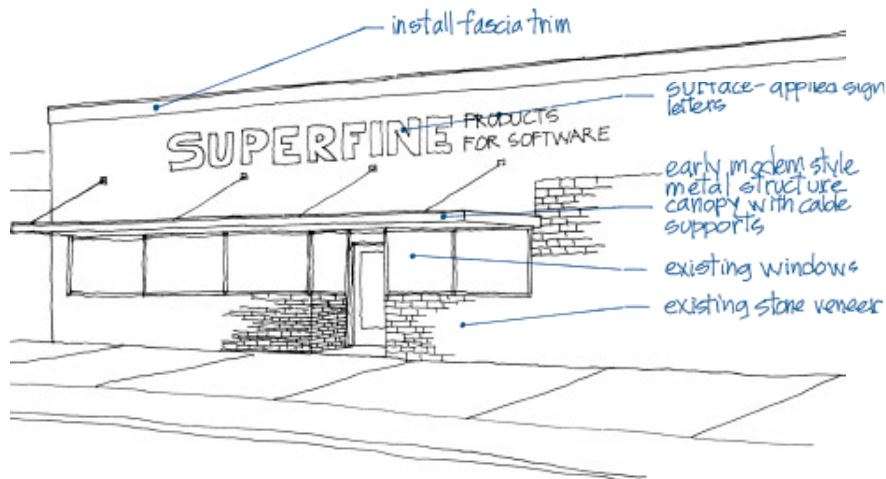 install fascia trim
surface-applied sign
letters
SUPERFINE PRODUCTS
FOR SOFTWARE
early modern style
metal structure
canopy with cable
supports
existing windows
existing stone veneer